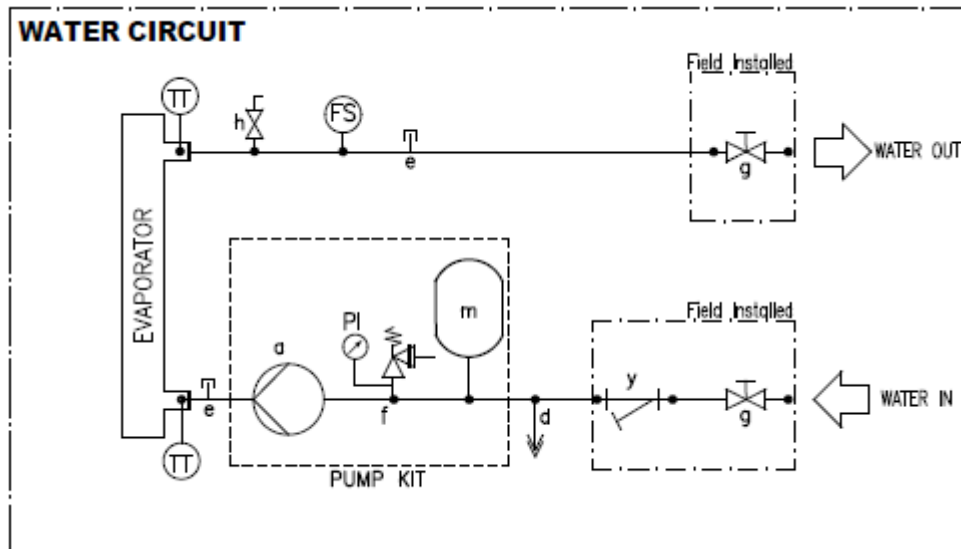 WATER CIRCUIT
Field Installed
TT
h
FS
e
g
WATER OUT
EVAPORATOR
Field Installed
m
PI
a
y
e
f
d
g
WATER IN
TT
PUMP KIT